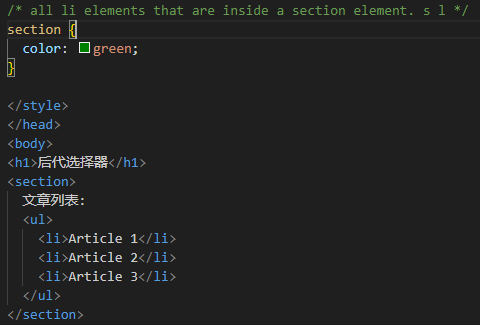 /* all li elements that are inside a section element. s l */
section {
  color: green;
}
</style>
</head>
<body>
<h1>后代选择器</h1>
<section>
  文章列表:
  <ul>
    <li>Article 1</li>
    <li>Article 2</li>
    <li>Article 3</li>
  </ul>
</section>